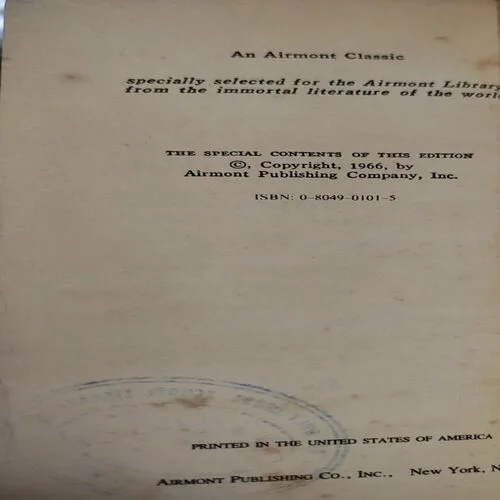 An Airmont Classic
specially selected for the Airmont Library
from the immortal literature of the worl
THE SPECIAL CONTENTS OF THIS EDITION
©, Copyright, 1966, by
Airmont Publishing Company, Inc.
ISBN: 0-8049-0101-5
PRINTED IN THE UNITED STATES OF AMERICA
AIRMONT PUBLISHING CO., INC., New York, N